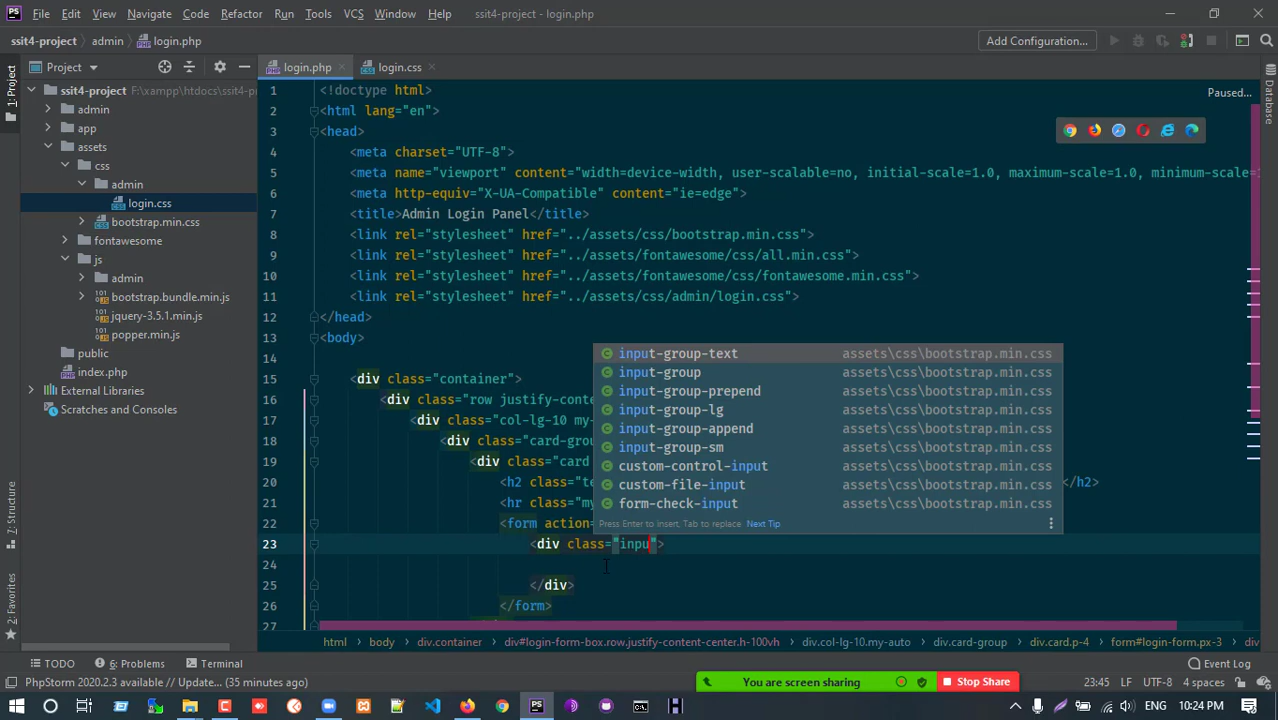 File Edit View Navigate Code Refactor Run Tools VCS Window Help ssit4-project - login.php
ssit4-project admin login.php Add Configuration...
Project login.php login.css
1: Project
ssit4-project F:\xampp\htdocs\ssit4-project
admin
app
assets
css
admin
login.css
bootstrap.min.css
fontawesome
js
admin
bootstrap.bundle.min.js
jquery-3.5.1.min.js
popper.min.js
public
index.php
External Libraries
Scratches and Consoles
7: Structure
2: Favorites
Database
Paused...
1 <!doctype html>
2 <html lang="en">
3 <head>
4 <meta charset="UTF-8">
5 <meta name="viewport" content="width=device-width, user-scalable=no, initial-scale=1.0, maximum-scale=1.0, minimum-scale=1
6 <meta http-equiv="X-UA-Compatible" content="ie=edge">
7 <title>Admin Login Panel</title>
8 <link rel="stylesheet" href="../assets/css/bootstrap.min.css">
9 <link rel="stylesheet" href="../assets/fontawesome/css/all.min.css">
10 <link rel="stylesheet" href="../assets/fontawesome/css/fontawesome.min.css">
11 <link rel="stylesheet" href="../assets/css/admin/login.css">
12 </head>
13 <body>
14
15 <div class="container">
16 <div class="row justify-conte
17 <div class="col-lg-10 my-
18 <div class="card-grou
19 <div class="card
20 <h2 class="te </h2>
21 <hr class="my
22 <form action=
23 <div class="inpu">
24
25 </div>
26 </form>
27
input-group-text assets\css\bootstrap.min.css
input-group assets\css\bootstrap.min.css
input-group-prepend assets\css\bootstrap.min.css
input-group-lg assets\css\bootstrap.min.css
input-group-append assets\css\bootstrap.min.css
input-group-sm assets\css\bootstrap.min.css
custom-control-input assets\css\bootstrap.min.css
custom-file-input assets\css\bootstrap.min.css
form-check-input assets\css\bootstrap.min.css
Press Enter to insert, Tab to replace Next Tip
html body div.container div#login-form-box.row.justify-content-center.h-100vh div.col-lg-10.my-auto div.card-group div.card.p-4 form#login-form.px-3 div
TODO 6: Problems Terminal Event Log
PhpStorm 2020.2.3 available // Update... (35 minutes ago) You are screen sharing Stop Share 23:45 LF UTF-8 4 spaces
10:24 PM